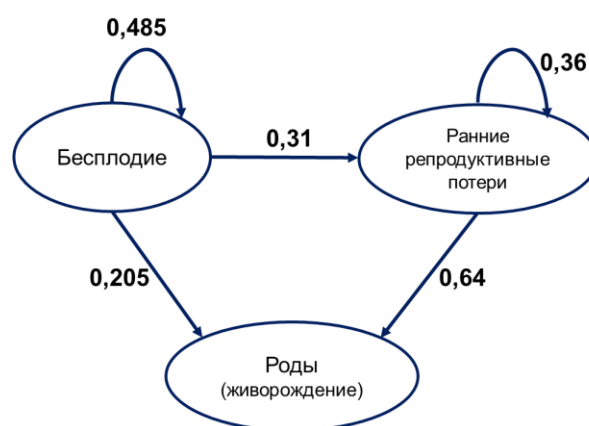 0,485
0,36
Бесплодие
0,31
Ранние
репродуктивные
потери
0,205
0,64
Роды
(живорождение)